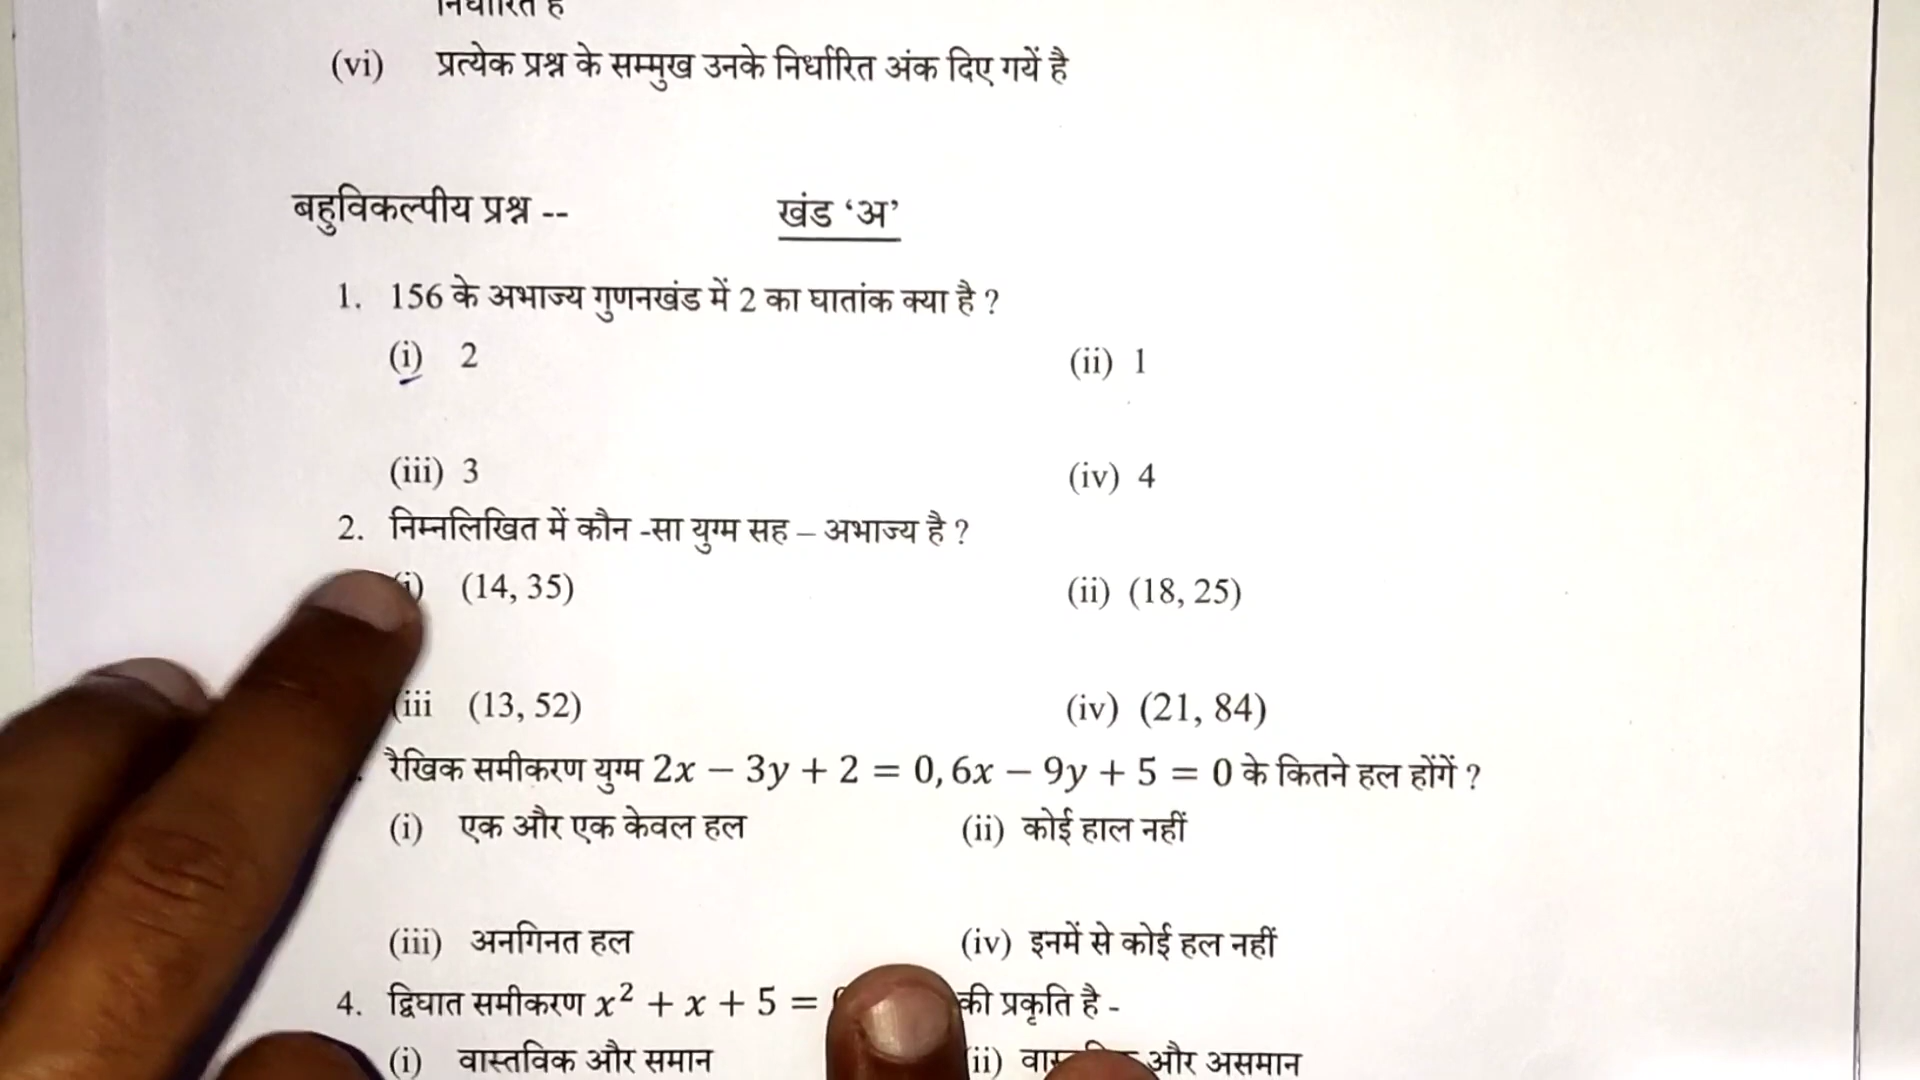 निर्धारित है
(vi) प्रत्येक प्रश्न के सम्मुख उनके निर्धारित अंक दिए गयें है
बहुविकल्पीय प्रश्न -- खंड ‘अ’
1. 156 के अभाज्य गुणनखंड में 2 का घातांक क्या है ?
(i) 2 (ii) 1
(iii) 3 (iv) 4
2. निम्नलिखित में कौन -सा युग्म सह – अभाज्य है ?
(i) (14, 35) (ii) (18, 25)
(iii (13, 52) (iv) (21, 84)
रैखिक समीकरण युग्म 2x − 3y + 2 = 0, 6x − 9y + 5 = 0 के कितने हल होंगें ?
(i) एक और एक केवल हल (ii) कोई हाल नहीं
(iii) अनगिनत हल (iv) इनमें से कोई हल नहीं
4. द्विघात समीकरण x² + x + 5 = की प्रकृति है -
(i) वास्तविक और समान (ii) और असमान